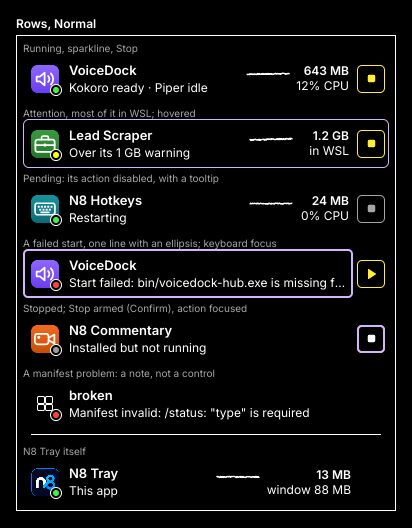 Rows, Normal
Running, sparkline, Stop
VoiceDock
643 MB
Kokoro ready · Piper idle
12% CPU
Attention, most of it in WSL; hovered
Lead Scraper
1.2 GB
Over its 1 GB warning
in WSL
Pending: its action disabled, with a tooltip
N8 Hotkeys
24 MB
Restarting
0% CPU
A failed start, one line with an ellipsis; keyboard focus
VoiceDock
Start failed: bin/voicedock-hub.exe is missing f…
Stopped; Stop armed (Confirm), action focused
N8 Commentary
Installed but not running
A manifest problem: a note, not a control
broken
Manifest invalid: /status: "type" is required
N8 Tray itself
n8
N8 Tray
13 MB
This app
window 88 MB